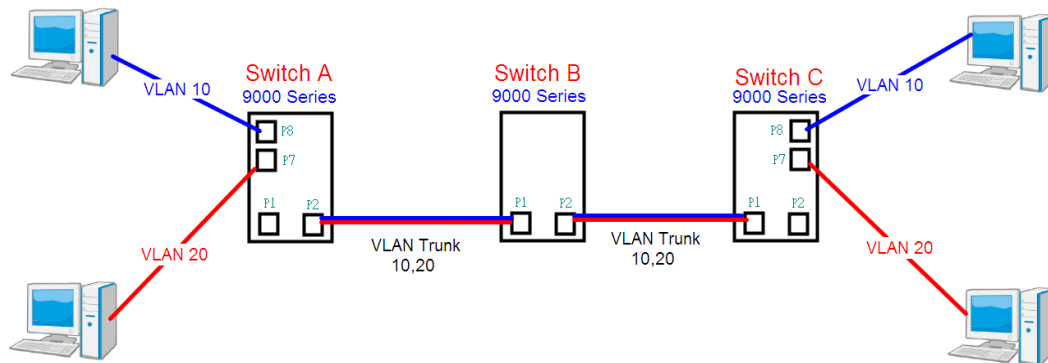 Switch A
9000 Series
Switch B
9000 Series
Switch C
9000 Series
VLAN 10
VLAN 10
P8
P7
P1
P2
P1
P2
P8
P7
P1
P2
VLAN 20
VLAN Trunk
10,20
VLAN Trunk
10,20
VLAN 20